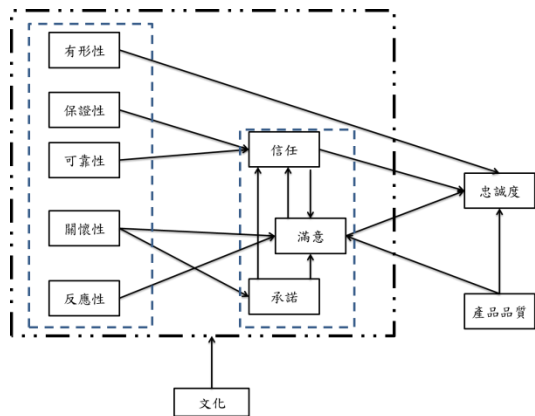 有形性
保證性
可靠性
關懷性
反應性
信任
滿意
承諾
忠誠度
產品品質
文化